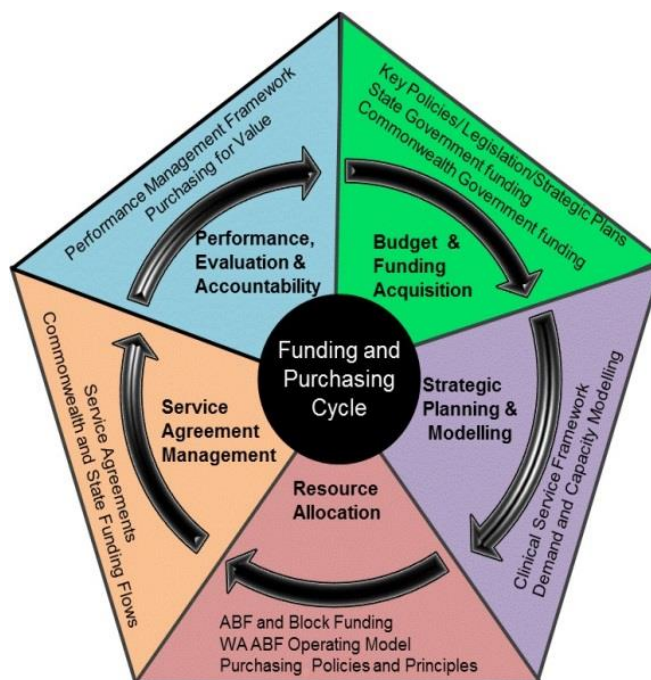 Performance Management Framework
Purchasing for Value
Performance,
Evaluation &
Accountability
Key Policies/Legislation/Strategic Plans
State Government funding
Commonwealth Government funding
Budget &
Funding
Acquisition
Funding and
Purchasing
Cycle
Strategic
Planning &
Modelling
Clinical Service Framework
Demand and Capacity Modelling
Resource
Allocation
ABF and Block Funding
WA ABF Operating Model
Purchasing Policies and Principles
Service
Agreement
Management
Service Agreements
Commonwealth and State Funding Flows